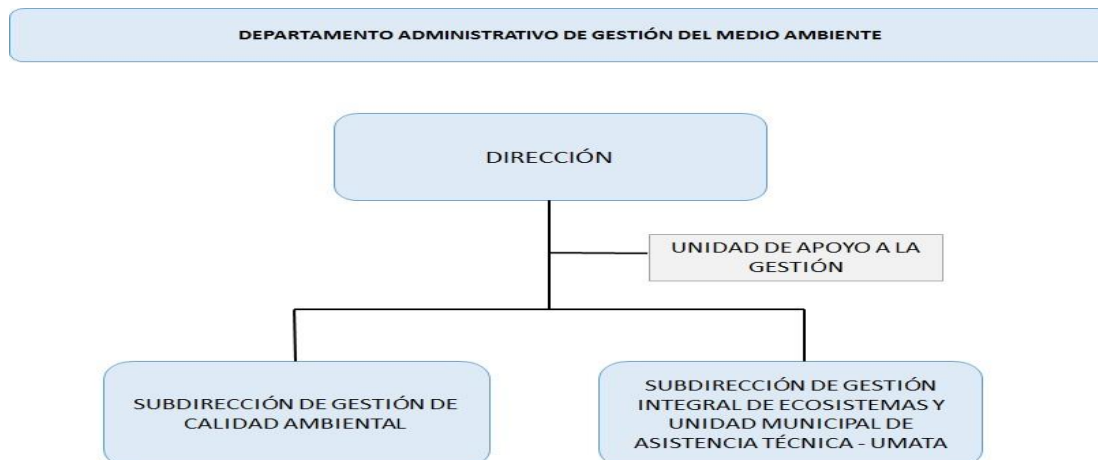 DEPARTAMENTO ADMINISTRATIVO DE GESTIÓN DEL MEDIO AMBIENTE
DIRECCIÓN
UNIDAD DE APOYO A LA
GESTIÓN
SUBDIRECCIÓN DE GESTIÓN DE
CALIDAD AMBIENTAL
SUBDIRECCIÓN DE GESTIÓN
INTEGRAL DE ECOSISTEMAS Y
UNIDAD MUNICIPAL DE
ASISTENCIA TÉCNICA - UMATA